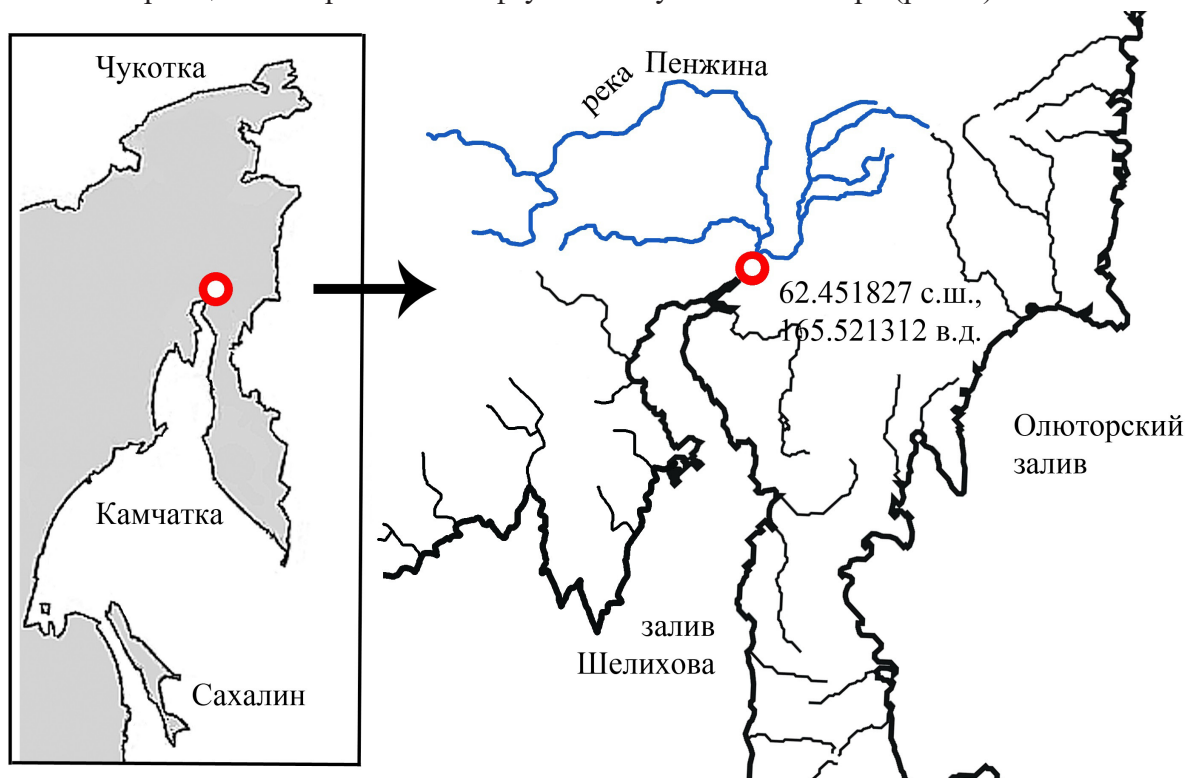 Чукотка
Камчатка
Сахалин
река Пенжина
62.451827 с.ш.,
165.521312 в.д.
Олюторский
залив
залив
Шелихова